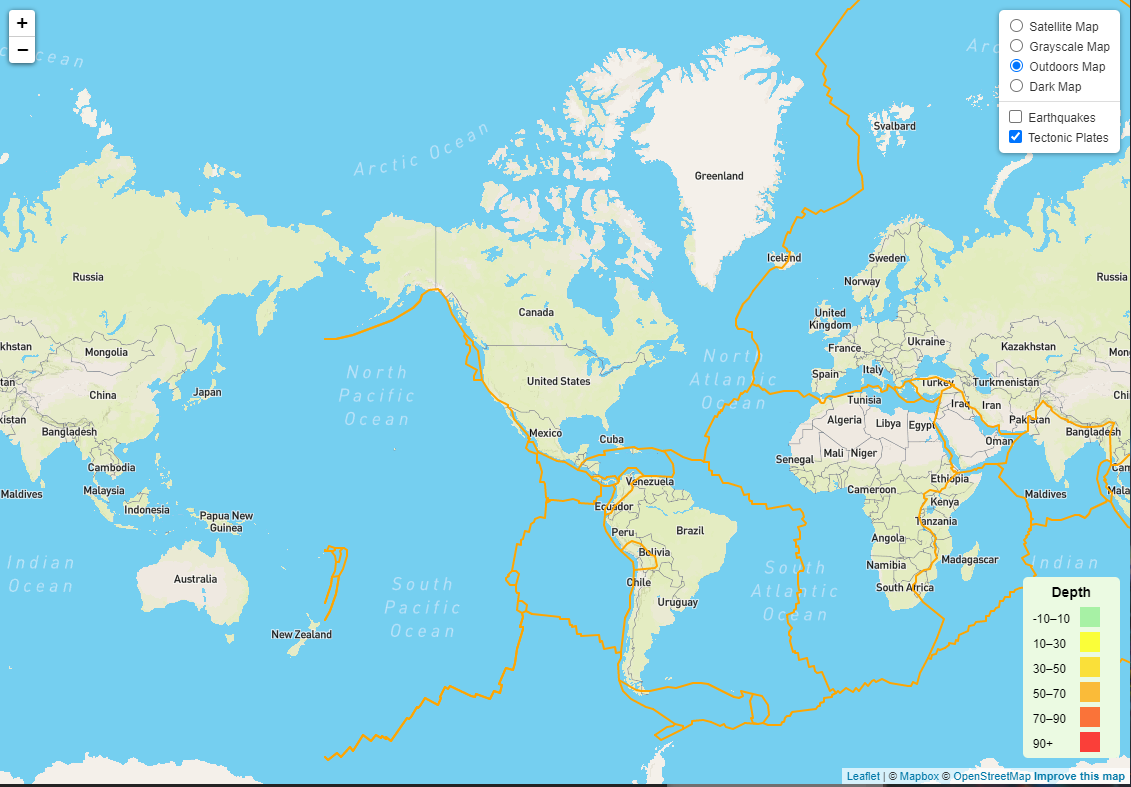 +
−
Satellite Map
Grayscale Map
Outdoors Map
Dark Map
Earthquakes
Tectonic Plates
Arctic Ocean
Svalbard
Greenland
Iceland
Sweden
Norway
Russia
Russia
Canada
United
Kingdom
Ukraine
France
Kazakhstan
khstan
Mongolia
Mon
Italy
Spain
United States
Turkey
Turkmenistan
tan
China
Chi
Japan
North
Pacific
Ocean
North
Atlantic
Ocean
Tunisia
Iraq
Iran
Algeria
Libya
Egypt
Pakistan
kistan
Bangladesh
Bangladesh
Mexico
Cuba
Oman
Mali
Niger
Senegal
Cambodia
Cam
Venezuela
Ethiopia
Malaysia
Mala
Maldives
Maldives
Cameroon
Indonesia
Ecuador
Kenya
Papua New
Guinea
Peru
Brazil
Tanzania
Angola
Bolivia
Madagascar
Indian
Ocean
Indian
Namibia
Australia
South
Pacific
Ocean
Chile
South
Atlantic
Ocean
South Africa
Uruguay
New Zealand
Depth
-10–10
10–30
30–50
50–70
70–90
90+
Leaflet | © Mapbox © OpenStreetMap Improve this map